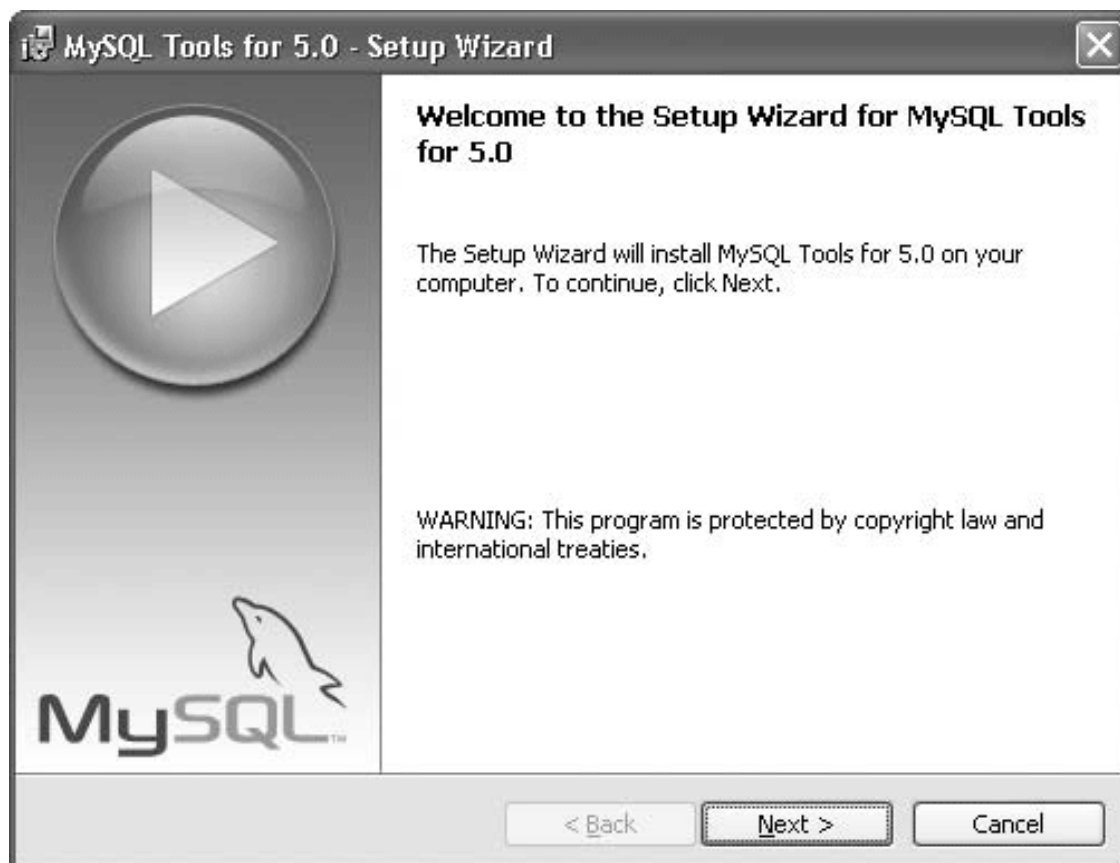 MySQL Tools for 5.0 - Setup Wizard
Welcome to the Setup Wizard for MySQL Tools
for 5.0
The Setup Wizard will install MySQL Tools for 5.0 on your
computer. To continue, click Next.
WARNING: This program is protected by copyright law and
international treaties.
MySQL™
< Back
Next >
Cancel